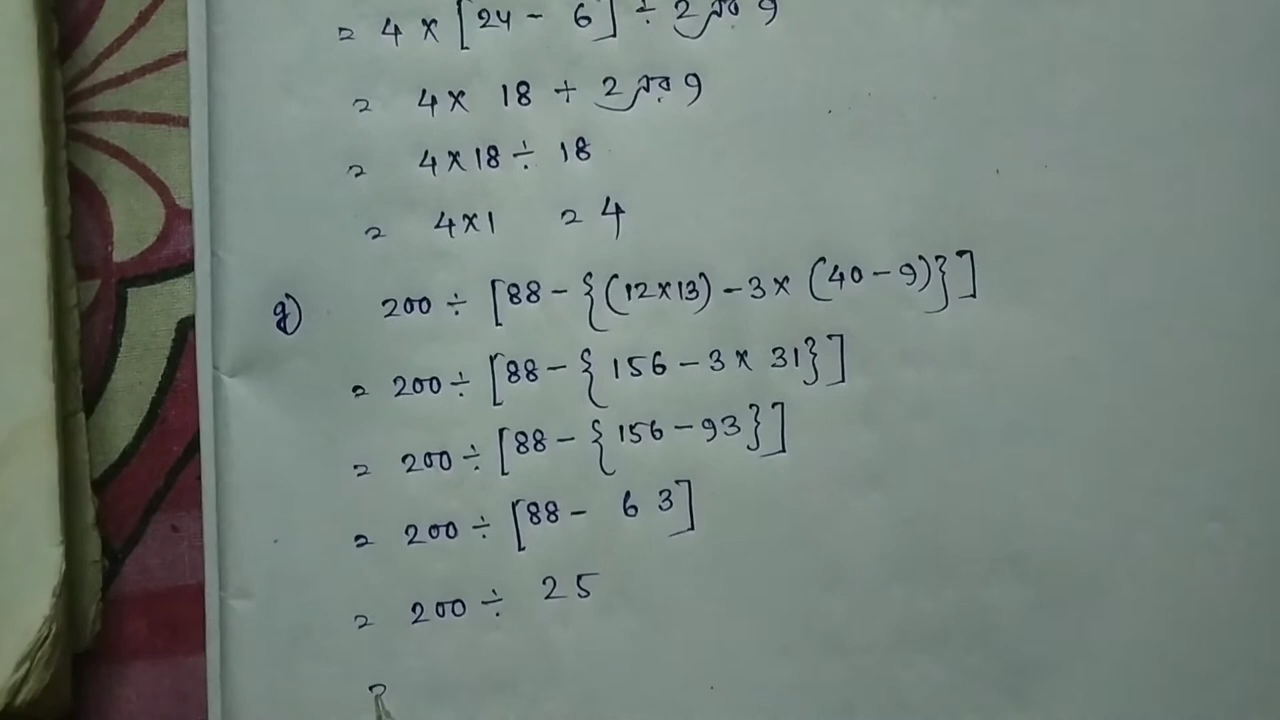 = 4 × [24 - 6] ÷ 2 এর 9
= 4 × 18 ÷ 2 এর 9
= 4 × 18 ÷ 18
= 4 × 1 = 4
200 ÷ [88 - {(12 × 13) - 3 × (40 - 9)}]
= 200 ÷ [88 - {156 - 3 × 31}]
= 200 ÷ [88 - {156 - 93}]
= 200 ÷ [88 - 63]
= 200 ÷ 25
=